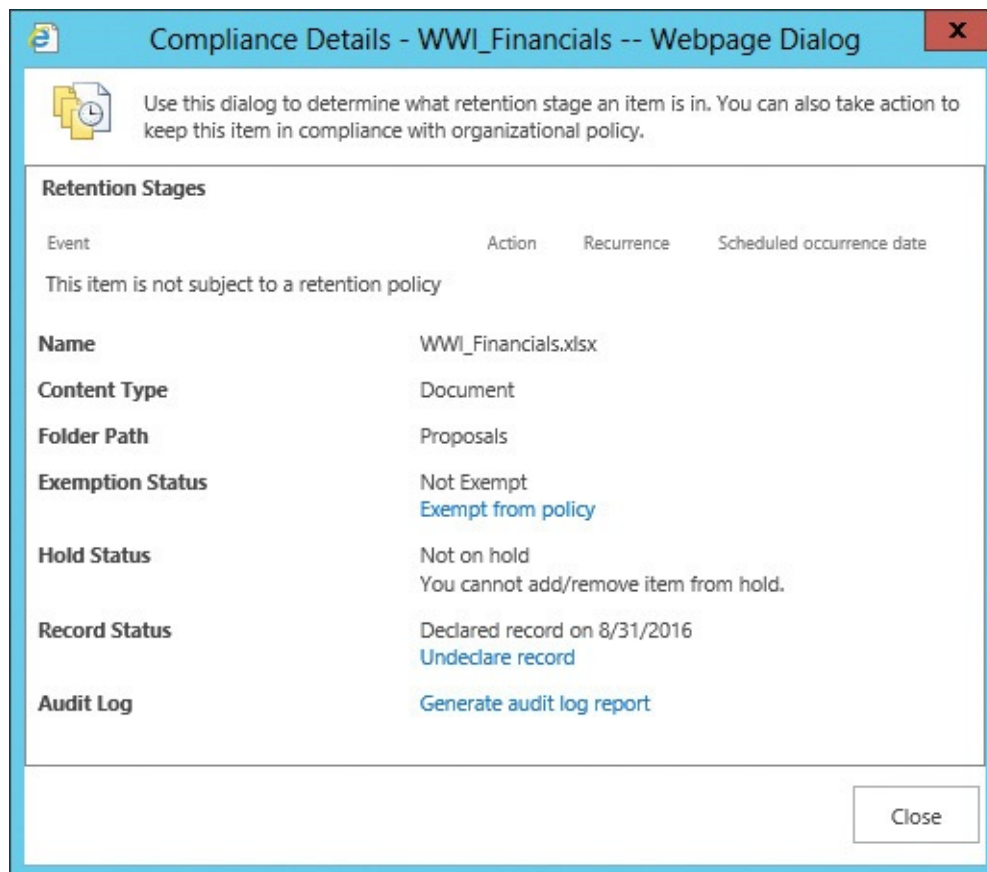 Compliance Details - WWI_Financials -- Webpage Dialog
x
Use this dialog to determine what retention stage an item is in. You can also take action to
keep this item in compliance with organizational policy.
Retention Stages
Event Action Recurrence Scheduled occurrence date
This item is not subject to a retention policy
Name WWI_Financials.xlsx
Content Type Document
Folder Path Proposals
Exemption Status Not Exempt
Exempt from policy
Hold Status Not on hold
You cannot add/remove item from hold.
Record Status Declared record on 8/31/2016
Undeclare record
Audit Log Generate audit log report
Close